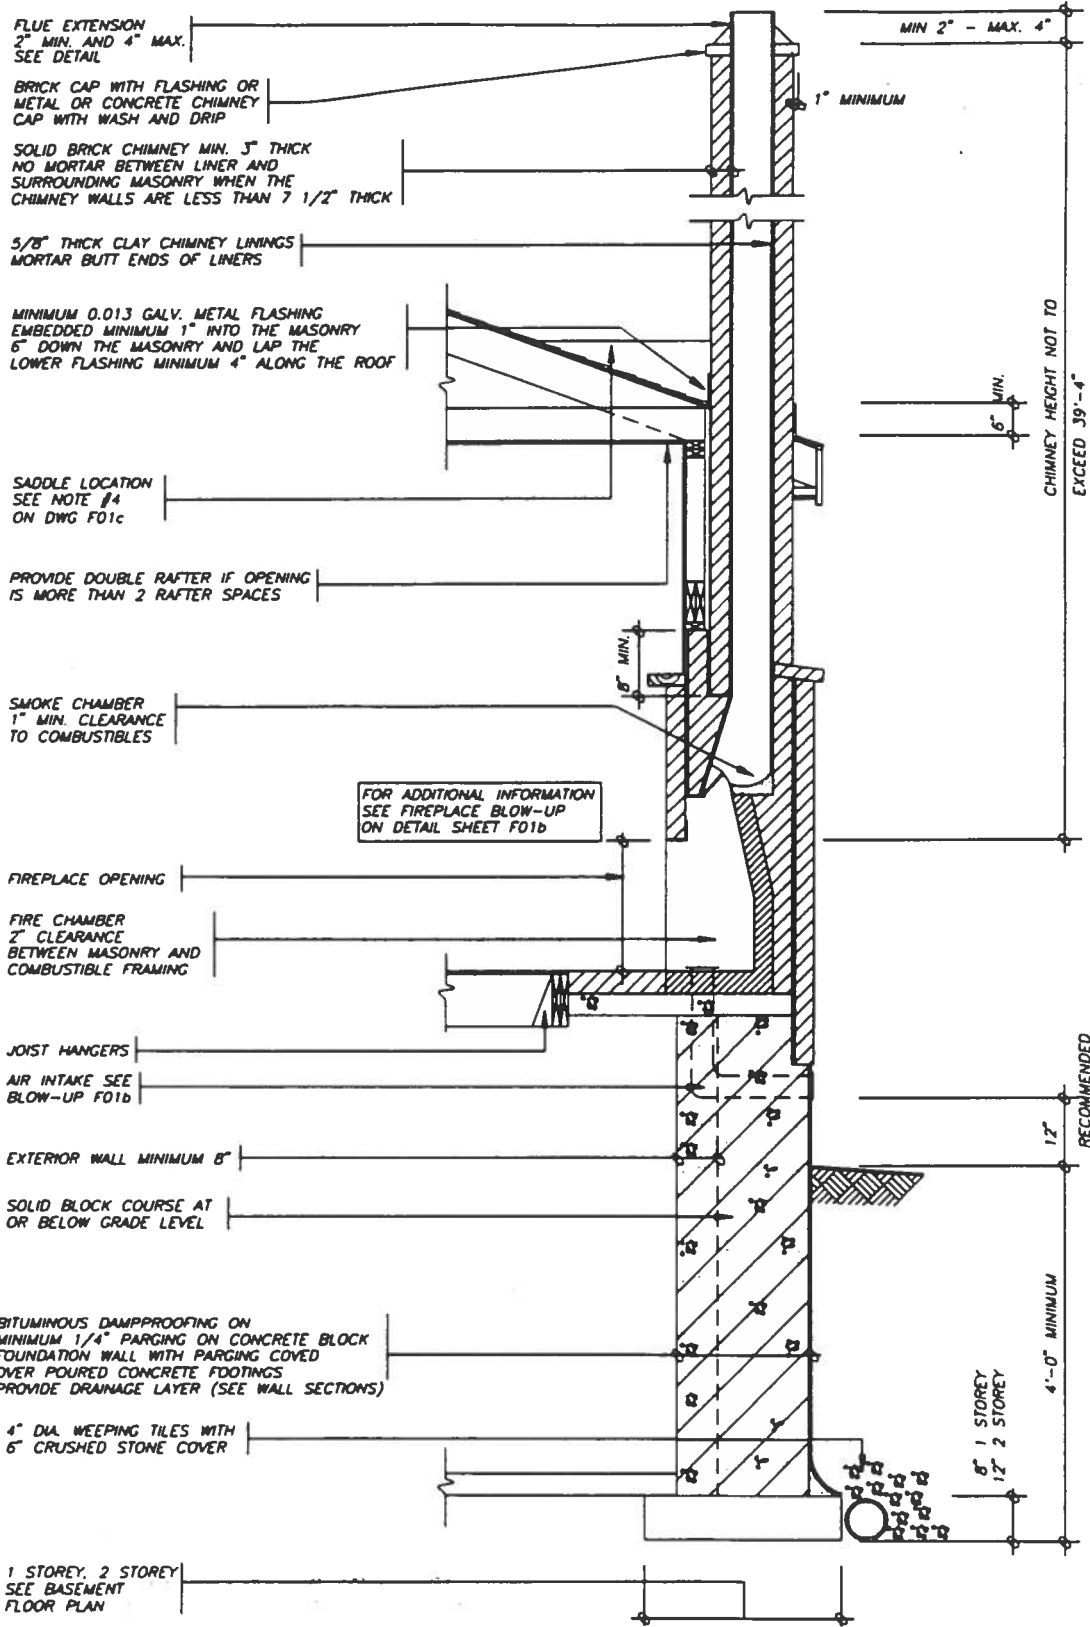 FLUE EXTENSION
2" MIN. AND 4" MAX.
SEE DETAIL
MIN 2" - MAX. 4"
BRICK CAP WITH FLASHING OR
METAL OR CONCRETE CHIMNEY
CAP WITH WASH AND DRIP
1" MINIMUM
SOLID BRICK CHIMNEY MIN. 3" THICK
NO MORTAR BETWEEN LINER AND
SURROUNDING MASONRY WHEN THE
CHIMNEY WALLS ARE LESS THAN 7 1/2" THICK
5/8" THICK CLAY CHIMNEY LININGS
MORTAR BUTT ENDS OF LINERS
MINIMUM 0.013 GALV. METAL FLASHING
EMBEDDED MINIMUM 1" INTO THE MASONRY
6" DOWN THE MASONRY AND LAP THE
LOWER FLASHING MINIMUM 4" ALONG THE ROOF
6" MIN.
CHIMNEY HEIGHT NOT TO
EXCEED 39'-4"
SADDLE LOCATION
SEE NOTE #4
ON DWG F01c
PROVIDE DOUBLE RAFTER IF OPENING
IS MORE THAN 2 RAFTER SPACES
8" MIN.
SMOKE CHAMBER
1" MIN. CLEARANCE
TO COMBUSTIBLES
FOR ADDITIONAL INFORMATION
SEE FIREPLACE BLOW-UP
ON DETAIL SHEET F01b
FIREPLACE OPENING
FIRE CHAMBER
2" CLEARANCE
BETWEEN MASONRY AND
COMBUSTIBLE FRAMING
JOIST HANGERS
AIR INTAKE SEE
BLOW-UP F01b
12"
RECOMMENDED
EXTERIOR WALL MINIMUM 8"
SOLID BLOCK COURSE AT
OR BELOW GRADE LEVEL
BITUMINOUS DAMPPROOFING ON
MINIMUM 1/4" PARGING ON CONCRETE BLOCK
FOUNDATION WALL WITH PARGING COVED
OVER POURED CONCRETE FOOTINGS
PROVIDE DRAINAGE LAYER (SEE WALL SECTIONS)
4'-0" MINIMUM
4" DIA. WEEPING TILES WITH
6" CRUSHED STONE COVER
8" 1 STOREY
12" 2 STOREY
1 STOREY, 2 STOREY
SEE BASEMENT
FLOOR PLAN